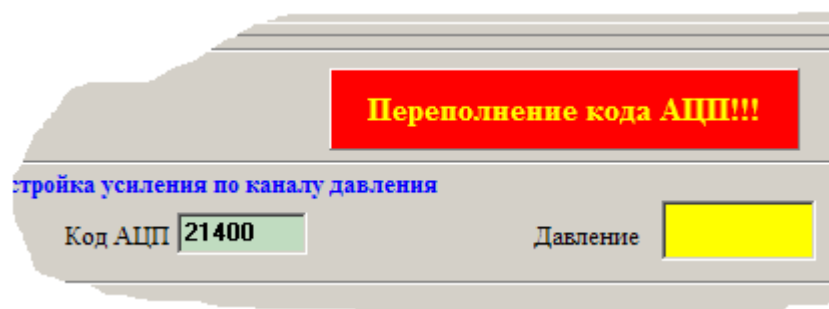 Переполнение кода АЦП!!!
стройка усиления по каналу давления
Код АЦП 21400 Давление